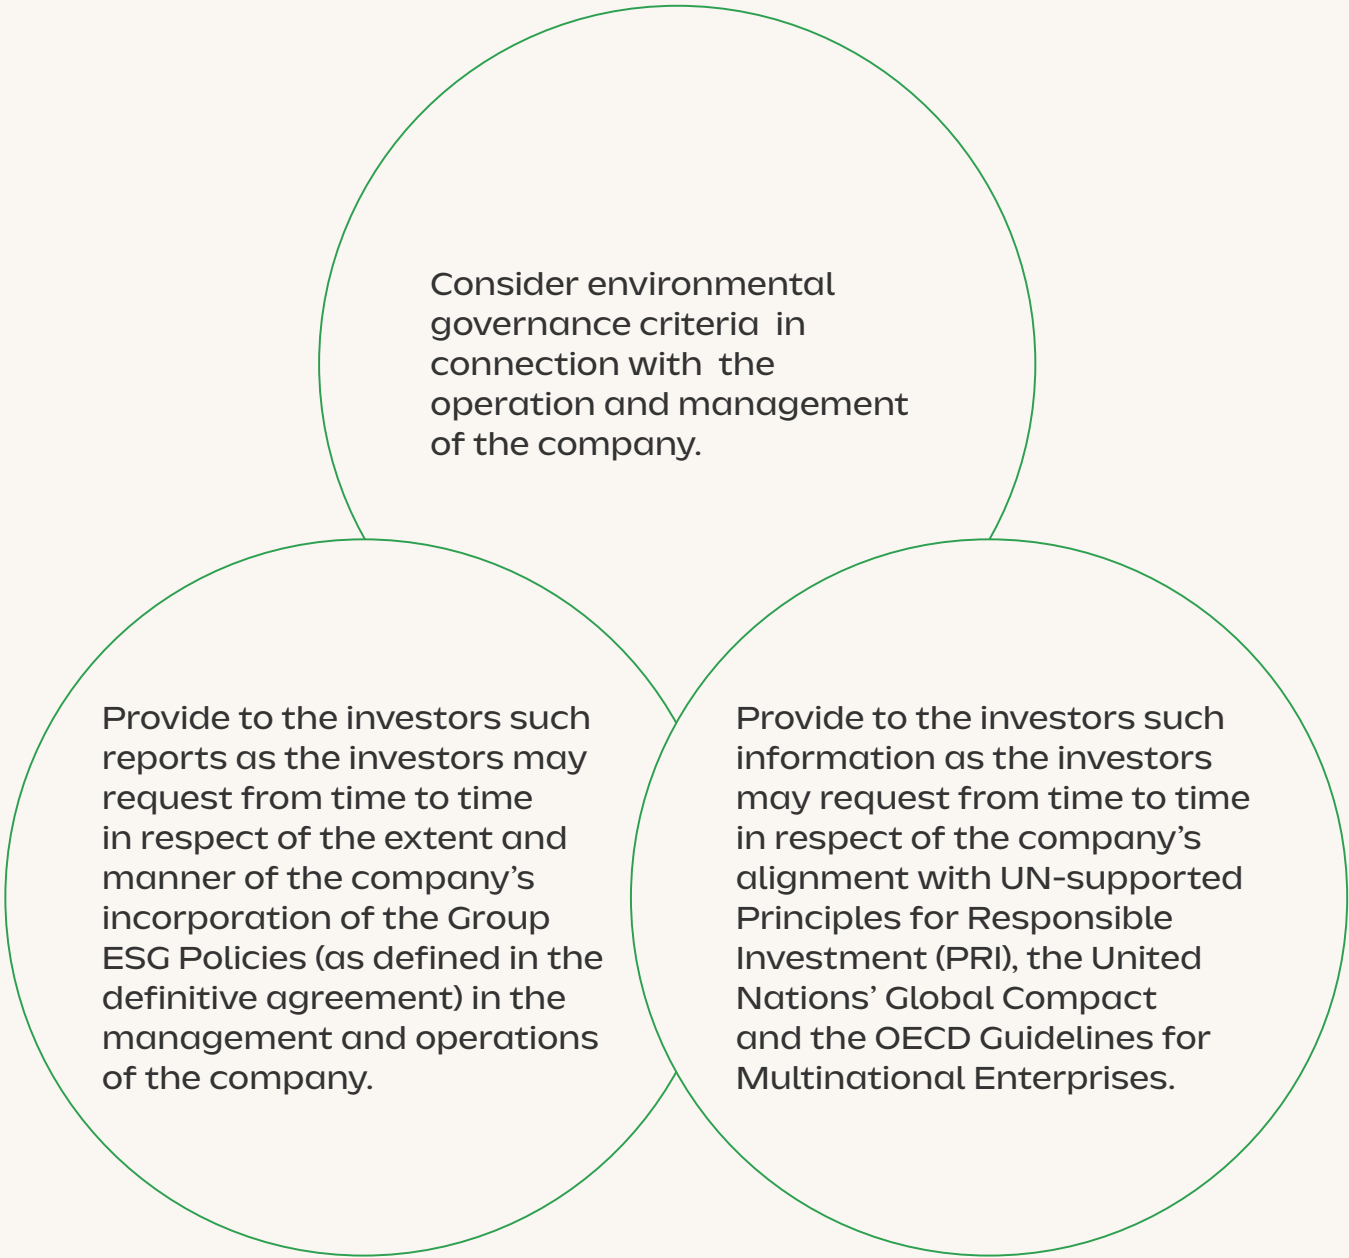 Consider environmental
governance criteria  in
connection with  the
operation and management
of the company.
Provide to the investors such
reports as the investors may
request from time to time
in respect of the extent and
manner of the company’s
incorporation of the Group
ESG Policies (as defined in the
definitive agreement) in the
management and operations
of the company.
Provide to the investors such
information as the investors
may request from time to time
in respect of the company’s
alignment with UN-supported
Principles for Responsible
Investment (PRI), the United
Nations’ Global Compact
and the OECD Guidelines for
Multinational Enterprises.